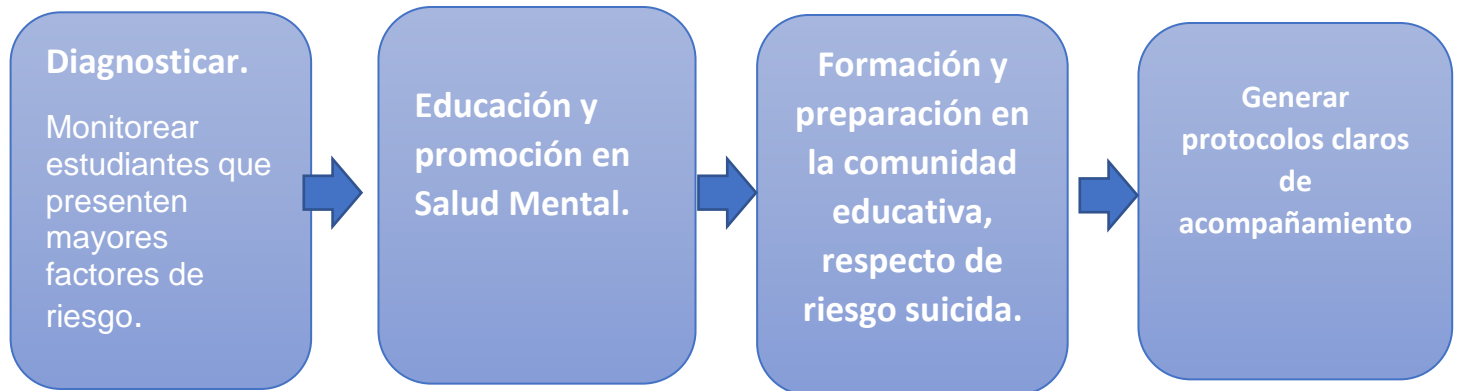 Diagnosticar.
Monitorear
estudiantes que
presenten
mayores
factores de
riesgo.
Educación y
promoción en
Salud Mental.
Formación y
preparación en
la comunidad
educativa,
respecto de
riesgo suicida.
Generar
protocolos claros
de
acompañamiento